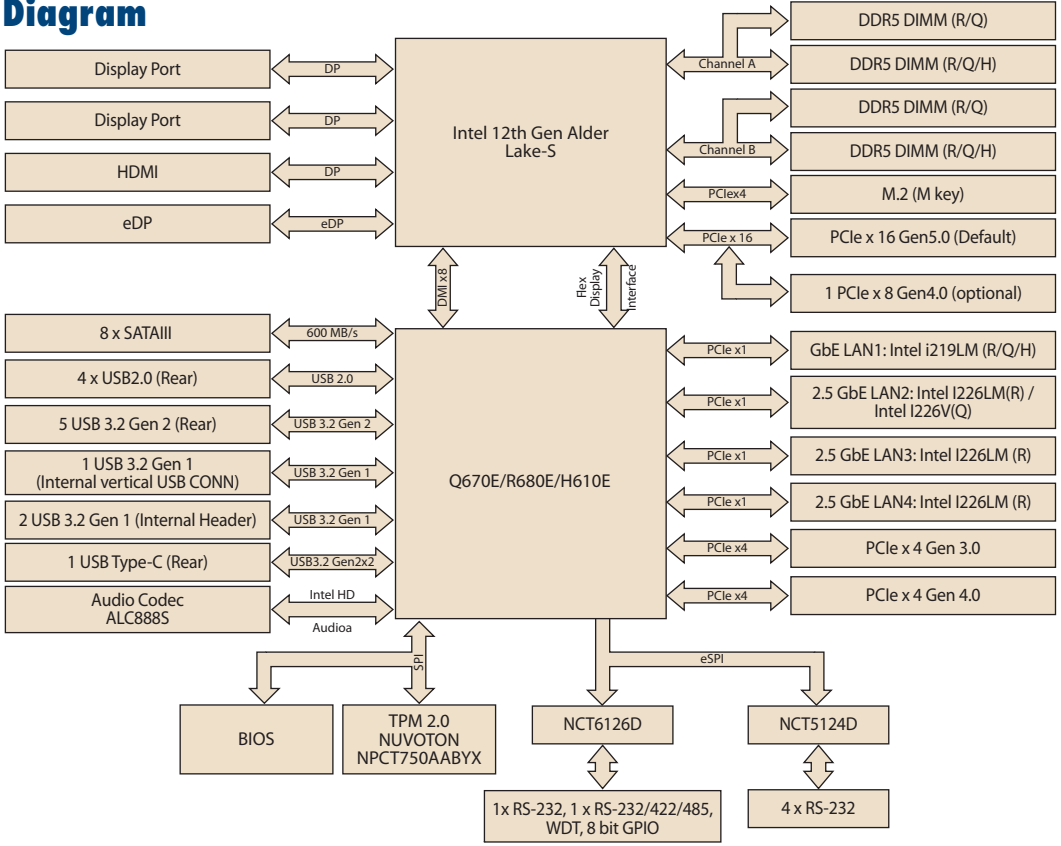 Diagram
Display Port
DP
Display Port
DP
HDMI
DP
eDP
eDP
Intel 12th Gen Alder
Lake-S
Channel A
DDR5 DIMM (R/Q)
DDR5 DIMM (R/Q/H)
Channel B
DDR5 DIMM (R/Q)
DDR5 DIMM (R/Q/H)
PCIex4
M.2 (M key)
PCIe x 16
PCIe x 16 Gen5.0 (Default)
1 PCIe x 8 Gen4.0 (optional)
DMI x8
Flex
Display
Interface
8 x SATAIII
600 MB/s
4 x USB2.0 (Rear)
USB 2.0
5 USB 3.2 Gen 2 (Rear)
USB 3.2 Gen 2
1 USB 3.2 Gen 1
(Internal vertical USB CONN)
USB 3.2 Gen 1
2 USB 3.2 Gen 1 (Internal Header)
USB 3.2 Gen 1
1 USB Type-C (Rear)
USB3.2 Gen2x2
Audio Codec
ALC888S
Intel HD
Audioa
Q670E/R680E/H610E
PCIe x1
GbE LAN1: Intel i219LM (R/Q/H)
PCIe x1
2.5 GbE LAN2: Intel I226LM(R) /
Intel I226V(Q)
PCIe x1
2.5 GbE LAN3: Intel I226LM (R)
PCIe x1
2.5 GbE LAN4: Intel I226LM (R)
PCIe x4
PCIe x 4 Gen 3.0
PCIe x4
PCIe x 4 Gen 4.0
SPI
eSPI
BIOS
TPM 2.0
NUVOTON
NPCT750AABYX
NCT6126D
NCT5124D
1x RS-232, 1 x RS-232/422/485,
WDT, 8 bit GPIO
4 x RS-232